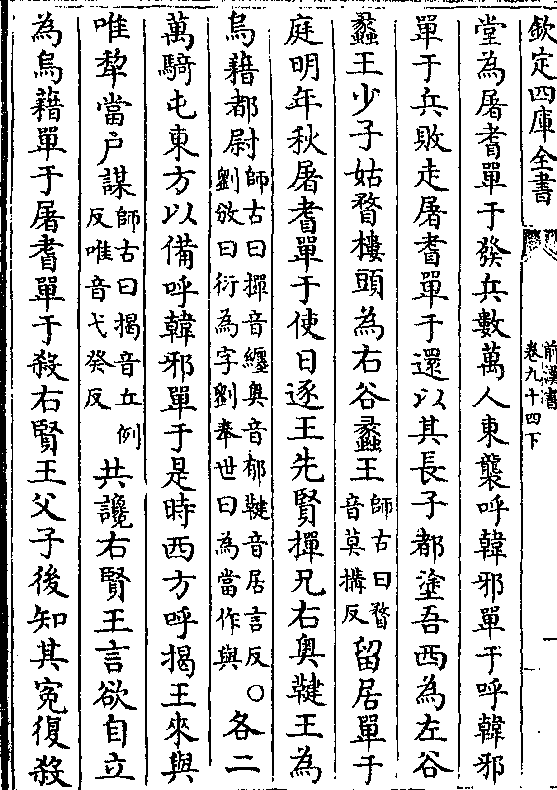 欽定四庫全書
前漢書
卷九十四下
堂為屠耆單于發兵數萬人東襲呼韓邪單于呼韓邪
單于兵敗走屠耆單于還以其長子都塗吾西為左谷
蠡王少子姑瞀樓頭為右谷蠡王師古曰瞀音莫搆反留居單于
庭明年秋屠耆單于使日逐王先賢撣兄右奧鞬王為
烏藉都尉師古曰撣音纏奥音郁鞬音居言反劉攽曰衍為字劉奉世曰為當作與○各二
萬騎屯東方以備呼韓邪單于是時西方呼揭王來與
唯犂當户謀師古曰揭音丘例反唯音弋癸反共讒右賢王言欲自立
為烏藉單于屠耆單于殺右賢王父子後知其寃復殺